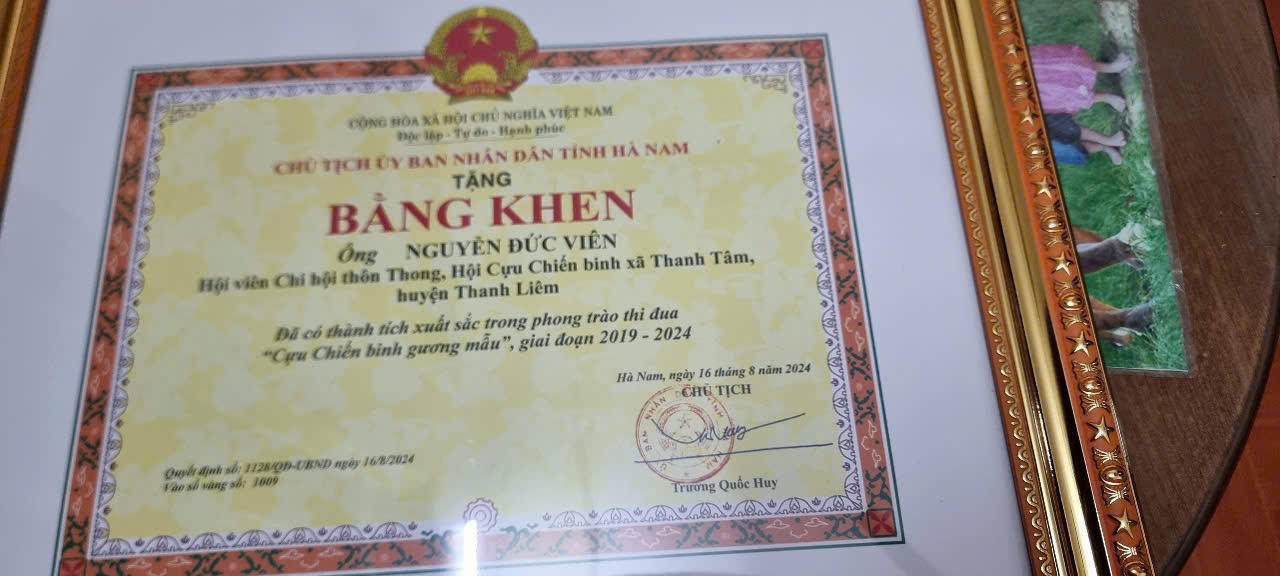 CỘNG HÒA XÃ HỘI CHỦ NGHĨA VIỆT NAM
Độc lập - Tự do - Hạnh phúc
CHỦ TỊCH ỦY BAN NHÂN DÂN TỈNH HÀ NAM
TẶNG
BẰNG KHEN
Ông NGUYỄN ĐỨC VIÊN
Hội viên Chi hội thôn Thong, Hội Cựu Chiến binh xã Thanh Tâm,
huyện Thanh Liêm
Đã có thành tích xuất sắc trong phong trào thi đua
“Cựu Chiến binh gương mẫu”, giai đoạn 2019 - 2024
Hà Nam, ngày 16 tháng 8 năm 2024
CHỦ TỊCH
Trương Quốc Huy
Quyết định số: 1128/QĐ-UBND ngày 16/8/2024
Vào sổ vàng số: 1009